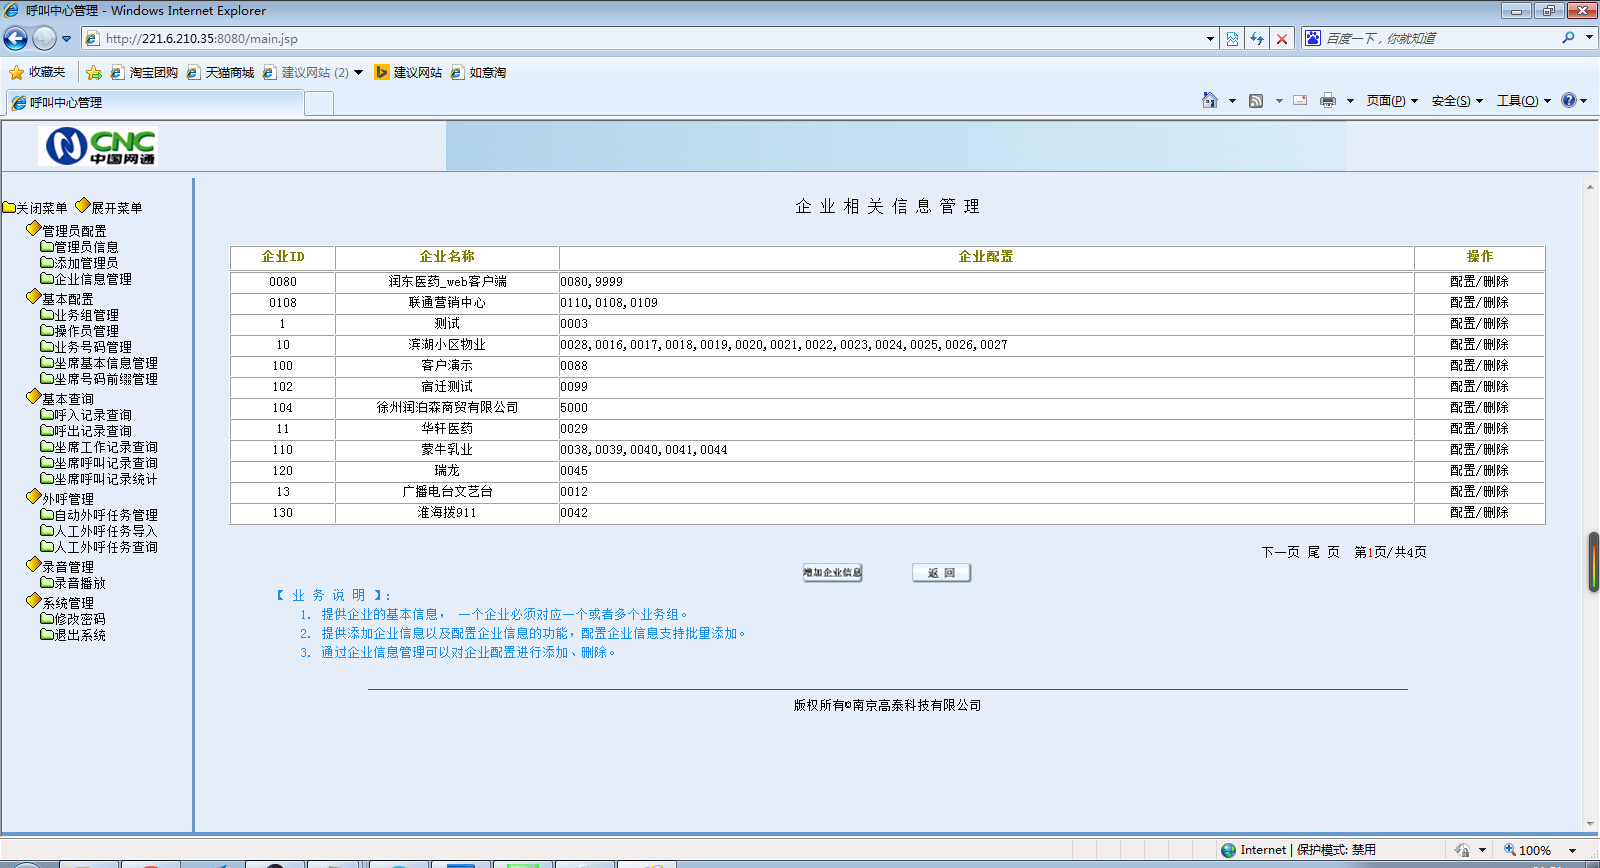 呼叫中心管理 - Windows Internet Explorer
http://221.6.210.35:8080/main.jsp
百度一下，你就知道
收藏夹 淘宝团购 天猫商城 建议网站 (2) 建议网站 如意淘
呼叫中心管理
页面(P) 安全(S) 工具(O)
CNC
中国网通
关闭菜单 展开菜单
管理员配置
管理员信息
添加管理员
企业信息管理
基本配置
业务组管理
操作员管理
业务号码管理
坐席基本信息管理
坐席号码前缀管理
基本查询
呼入记录查询
呼出记录查询
坐席工作记录查询
坐席呼叫记录查询
坐席呼叫记录统计
外呼管理
自动外呼任务管理
人工外呼任务导入
人工外呼任务查询
录音管理
录音播放
系统管理
修改密码
退出系统
企业相关信息管理
企业ID 企业名称 企业配置 操作
0080 润东医药_web客户端 0080,9999 配置/删除
0108 联通营销中心 0110,0108,0109 配置/删除
1 测试 0003 配置/删除
10 滨湖小区物业 0028,0016,0017,0018,0019,0020,0021,0022,0023,0024,0025,0026,0027 配置/删除
100 客户演示 0088 配置/删除
102 宿迁测试 0099 配置/删除
104 徐州润泊森商贸有限公司 5000 配置/删除
11 华轩医药 0029 配置/删除
110 蒙牛乳业 0038,0039,0040,0041,0044 配置/删除
120 瑞龙 0045 配置/删除
13 广播电台文艺台 0012 配置/删除
130 淮海拨911 0042 配置/删除
下一页 尾 页 第1页/共4页
增加企业信息 返 回
【 业 务 说 明 】:
1. 提供企业的基本信息， 一个企业必须对应一个或者多个业务组。
2. 提供添加企业信息以及配置企业信息的功能，配置企业信息支持批量添加。
3. 通过企业信息管理可以对企业配置进行添加、删除。
版权所有©南京高泰科技有限公司
Internet | 保护模式: 禁用
100%